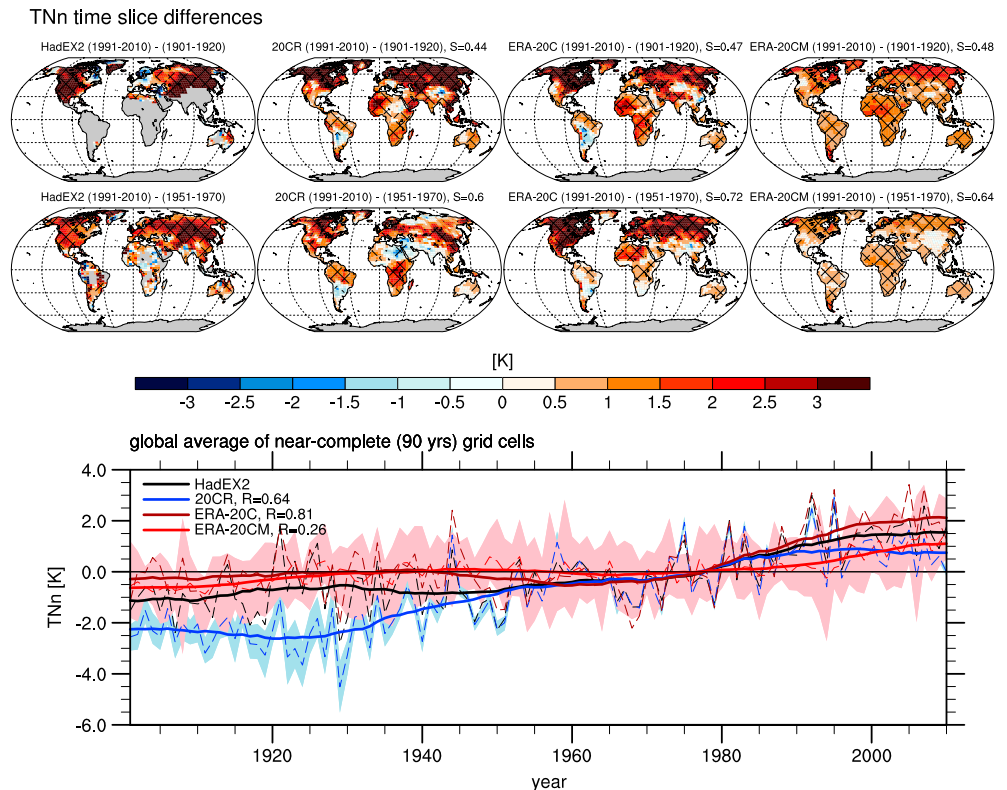 TNn time slice differences
HadEX2 (1991-2010) - (1901-1920)
20CR (1991-2010) - (1901-1920), S=0.44
ERA-20C (1991-2010) - (1901-1920), S=0.47
ERA-20CM (1991-2010) - (1901-1920), S=0.48
HadEX2 (1991-2010) - (1951-1970)
20CR (1991-2010) - (1951-1970), S=0.6
ERA-20C (1991-2010) - (1951-1970), S=0.72
ERA-20CM (1991-2010) - (1951-1970), S=0.64
[K]
-3 -2.5 -2 -1.5 -1 -0.5 0 0.5 1 1.5 2 2.5 3
global average of near-complete (90 yrs) grid cells
HadEX2
20CR, R=0.64
ERA-20C, R=0.81
ERA-20CM, R=0.26
TNn [K]
4.0
2.0
0.0
-2.0
-4.0
-6.0
1920 1940 1960 1980 2000
year